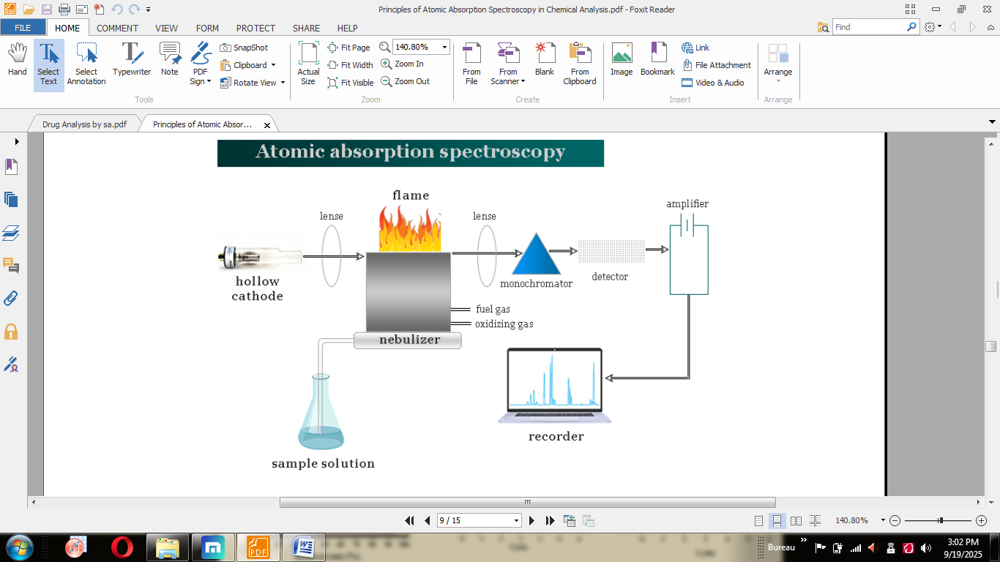 Principles of Atomic Absorption Spectroscopy in Chemical Analysis.pdf - Foxit Reader
FILE HOME COMMENT VIEW FORM PROTECT SHARE HELP
Find
Hand
Select Text
Select Annotation
Typewriter
Note
PDF Sign
SnapShot
Clipboard
Rotate View
Tools
Actual Size
Fit Page
Fit Width
Fit Visible
140.80%
Zoom In
Zoom Out
Zoom
From File
From Scanner
Blank
From Clipboard
Create
Image
Bookmark
Link
File Attachment
Video & Audio
Insert
Arrange
Arrange
Drug Analysis by sa.pdf
Principles of Atomic Absor...
Atomic absorption spectroscopy
flame
lense
lense
amplifier
hollow
cathode
monochromator
detector
fuel gas
oxidizing gas
nebulizer
recorder
sample solution
9 / 15
140.80%
PDF
Bureau
3:02 PM
9/19/2025